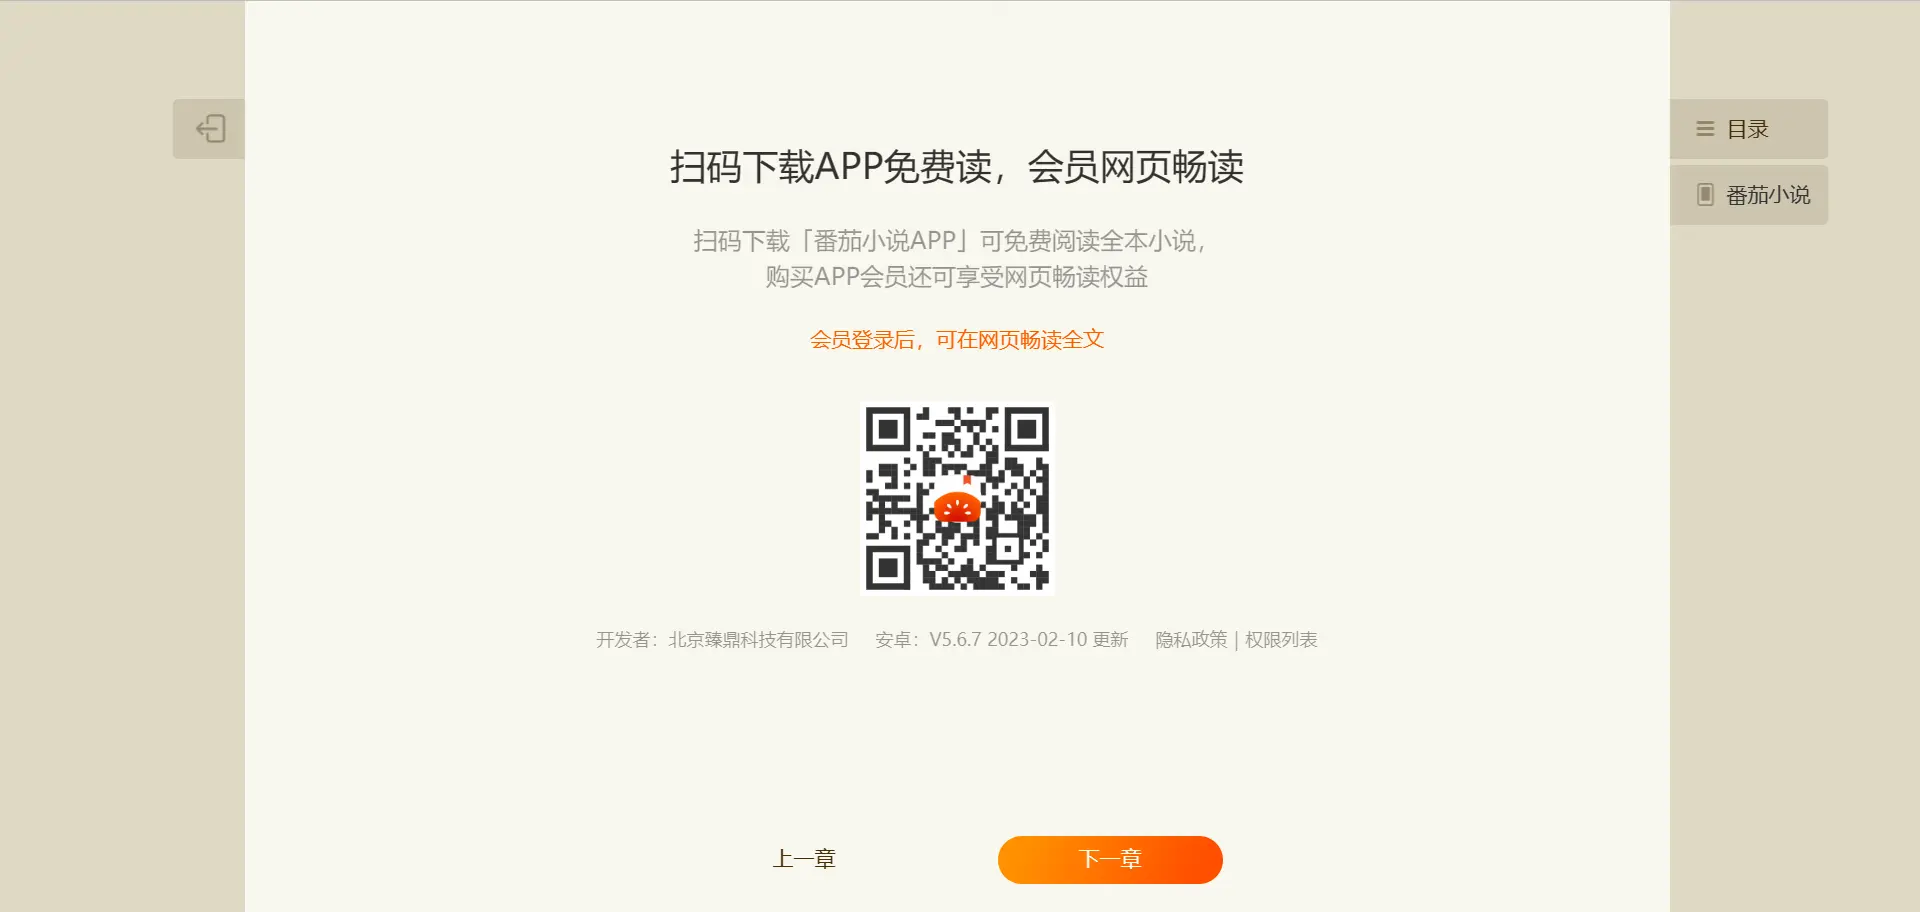 目录
番茄小说
扫码下载APP免费读，会员网页畅读
扫码下载「番茄小说APP」可免费阅读全本小说，
购买APP会员还可享受网页畅读权益
会员登录后，可在网页畅读全文
开发者：北京臻鼎科技有限公司 安卓：V5.6.7 2023-02-10 更新 隐私政策 | 权限列表
上一章 下一章